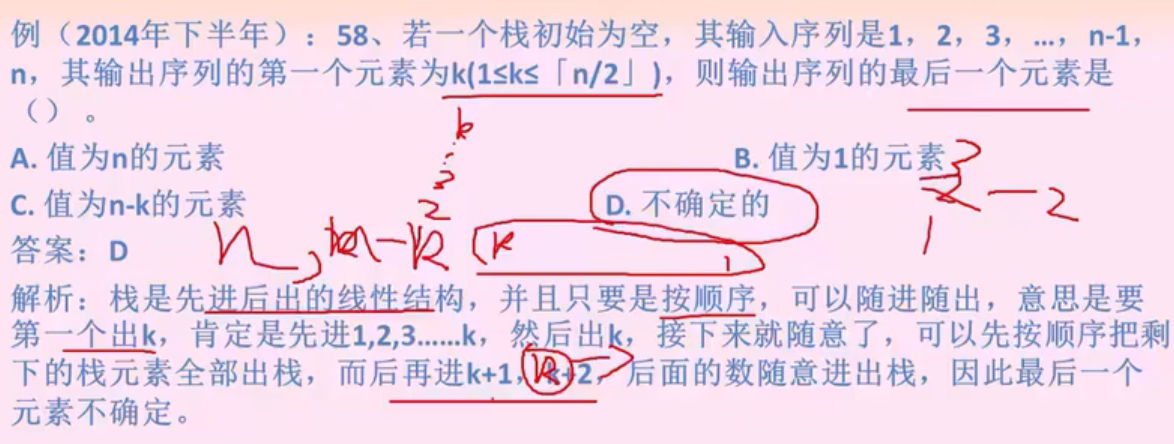 例（2014年下半年）：58、若一个栈初始为空，其输入序列是1，2，3，…，n-1，
n，其输出序列的第一个元素为k(1≤k≤「n/2」)，则输出序列的最后一个元素是
（）。
k
3
2
A. 值为n的元素
B. 值为1的元素
3
2 — 2
1
C. 值为n-k的元素
D. 不确定的
n
k
1
答案：D
解析：栈是先进后出的线性结构，并且只要是按顺序，可以随进随出，意思是要
第一个出k，肯定是先进1,2,3......k，然后出k，接下来就随意了，可以先按顺序把剩
下的栈元素全部出栈，而后再进k+1，k+2，后面的数随意进出栈，因此最后一个
元素不确定。